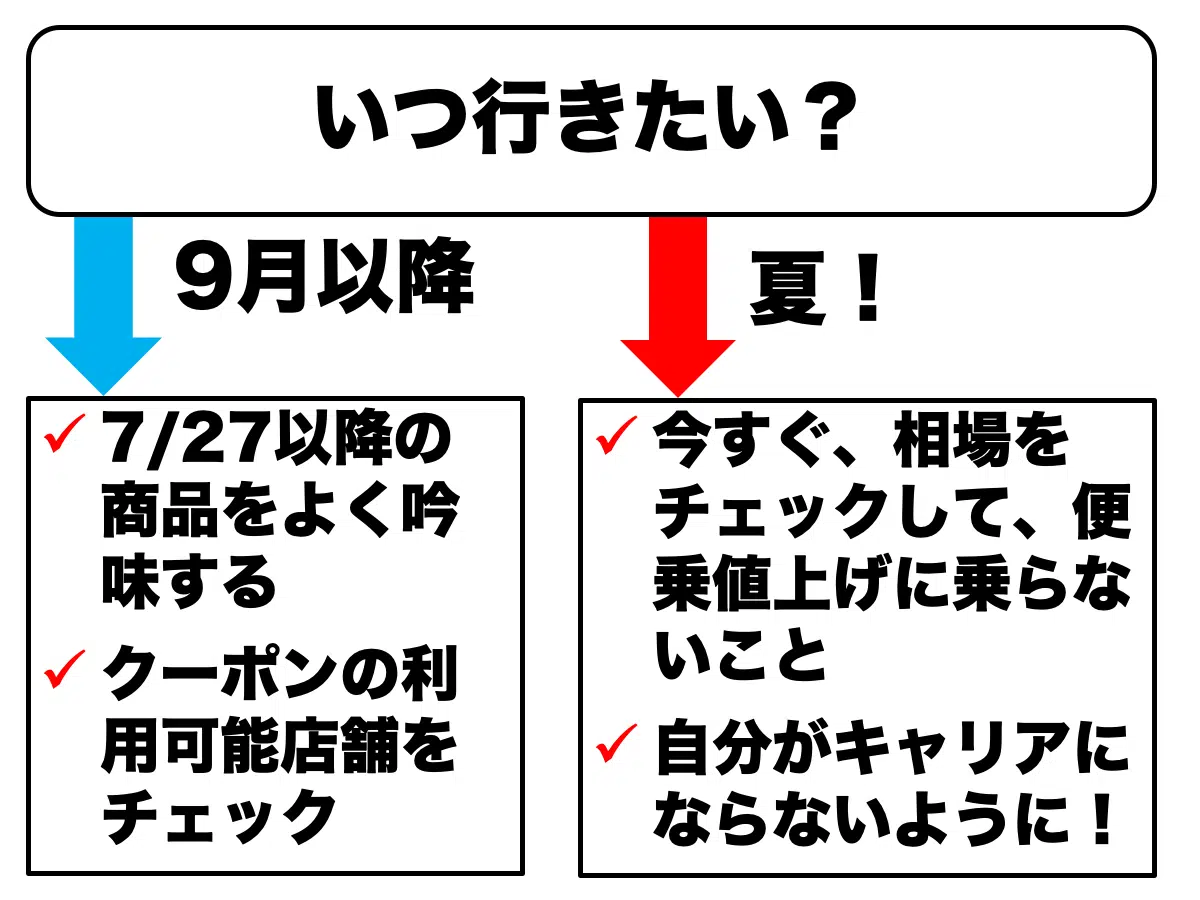 いつ行きたい？
9月以降
夏！
✓ 7/27以降の
商品をよく吟
味する
✓ クーポンの利
用可能店舗を
チェック
✓ 今すぐ、相場を
チェックして、便
乗値上げに乗らな
いこと
✓ 自分がキャリアに
ならないように！